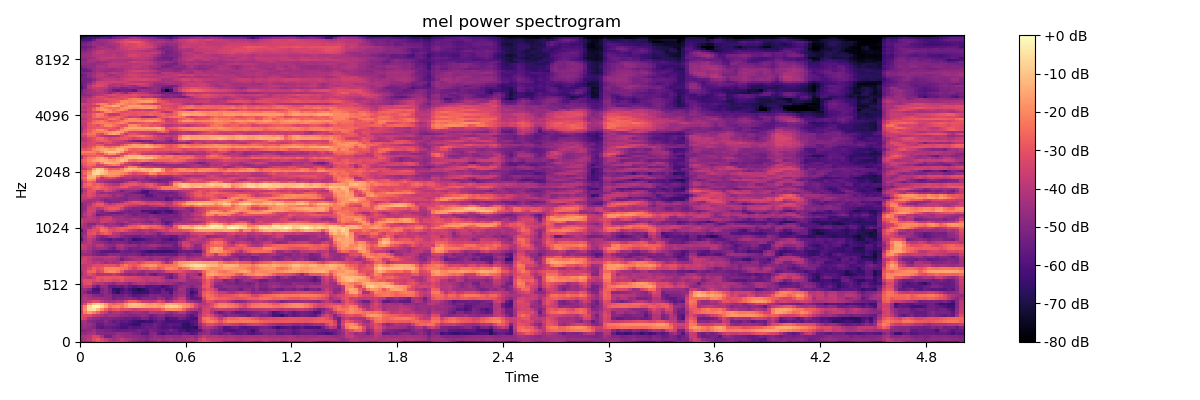 mel power spectrogram
8192
4096
2048
1024
512
0
Hz
0 0.6 1.2 1.8 2.4 3 3.6 4.2 4.8
Time
+0 dB
-10 dB
-20 dB
-30 dB
-40 dB
-50 dB
-60 dB
-70 dB
-80 dB